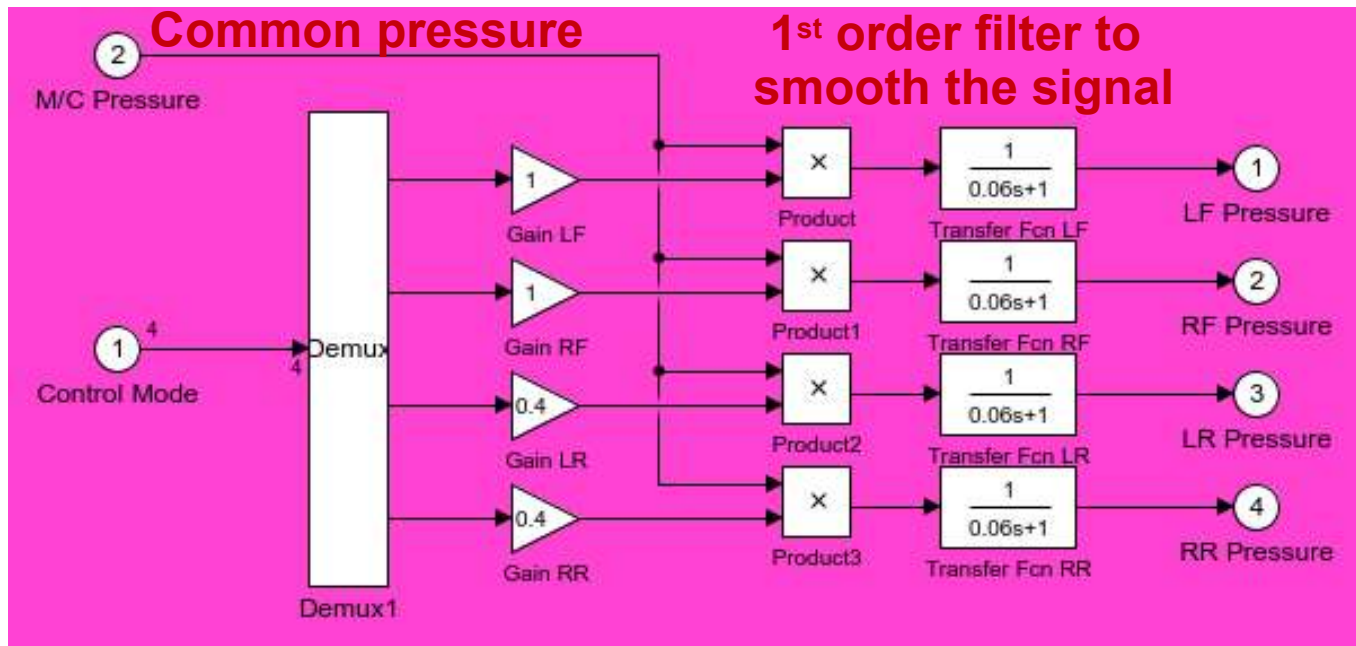 Common pressure
1st order filter to
smooth the signal
2
M/C Pressure
1
Gain LF
×
Product
1
0.06s+1
Transfer Fcn LF
1
LF Pressure
1
Gain RF
×
Product1
1
0.06s+1
Transfer Fcn RF
2
RF Pressure
1
4
Control Mode
4
Demux
Demux1
0.4
Gain LR
×
Product2
1
0.06s+1
Transfer Fcn LR
3
LR Pressure
0.4
Gain RR
×
Product3
1
0.06s+1
Transfer Fcn RR
4
RR Pressure